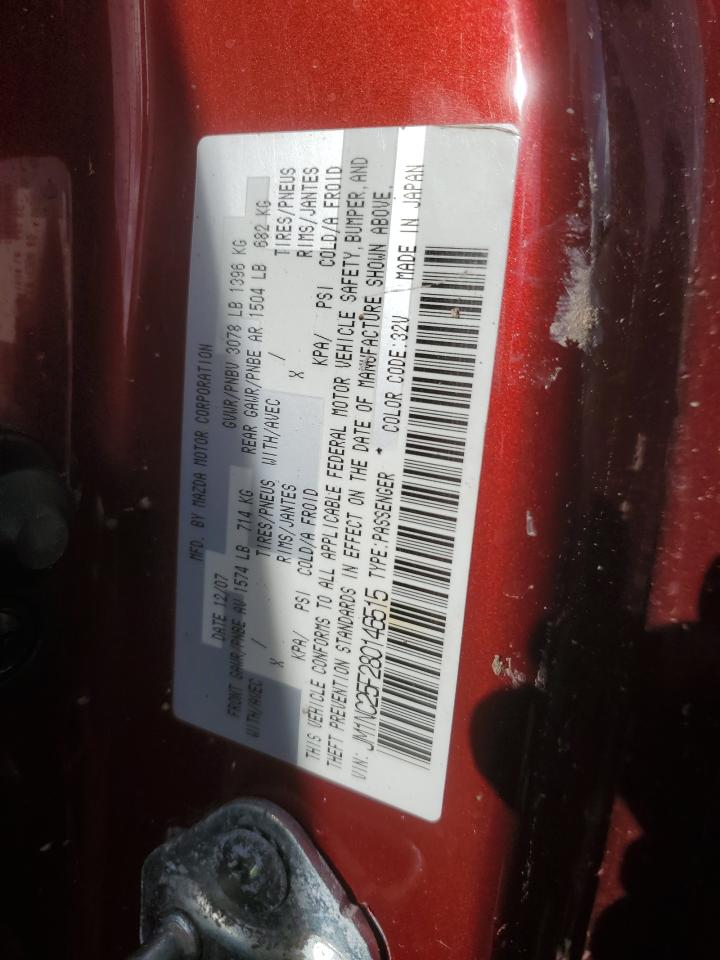 MFD. BY MAZDA MOTOR CORPORATION
DATE 12/07 GVWR/PNBV 3078 LB 1396 KG
FRONT GAWR/PNBE AV 1574 LB 714 KG REAR GAWR/PNBE AR 1504 LB 682 KG
WITH/AVEC / TIRES/PNEUS WITH/AVEC / TIRES/PNEUS
X RIMS/JANTES X RIMS/JANTES
KPA/ PSI COLD/A FROID KPA/ PSI COLD/A FROID
THIS VEHICLE CONFORMS TO ALL APPLICABLE FEDERAL MOTOR VEHICLE SAFETY, BUMPER, AND
THEFT PREVENTION STANDARDS IN EFFECT ON THE DATE OF MANUFACTURE SHOWN ABOVE.
VIN: JM1NC25F280146515 TYPE:PASSENGER * COLOR CODE:32V MADE IN JAPAN